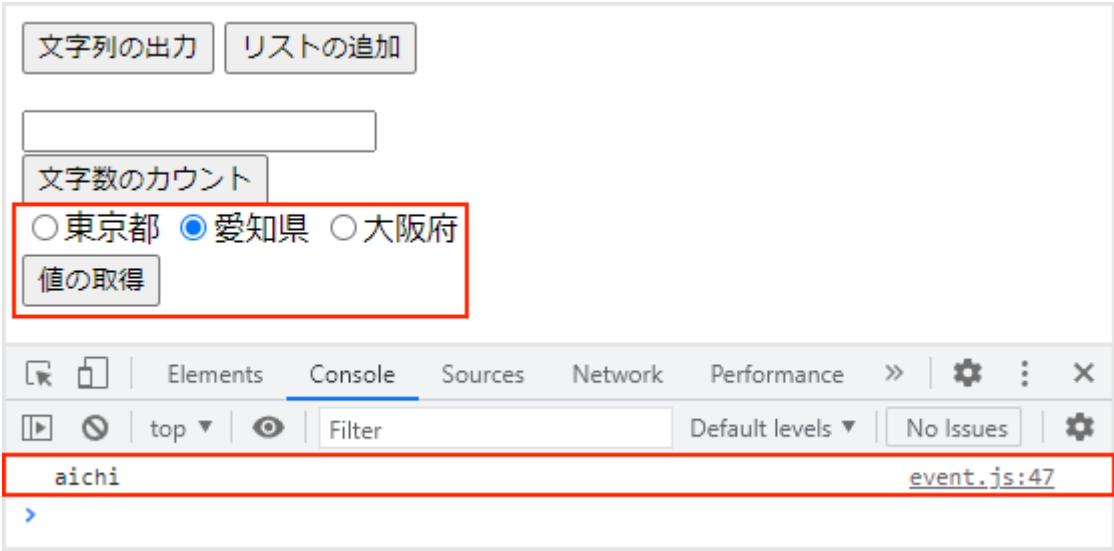 文字列の出力 リストの追加
文字数のカウント
東京都 愛知県 大阪府
値の取得
Elements Console Sources Network Performance »
top ▼ Filter Default levels ▼ No Issues
aichi event.js:47
>